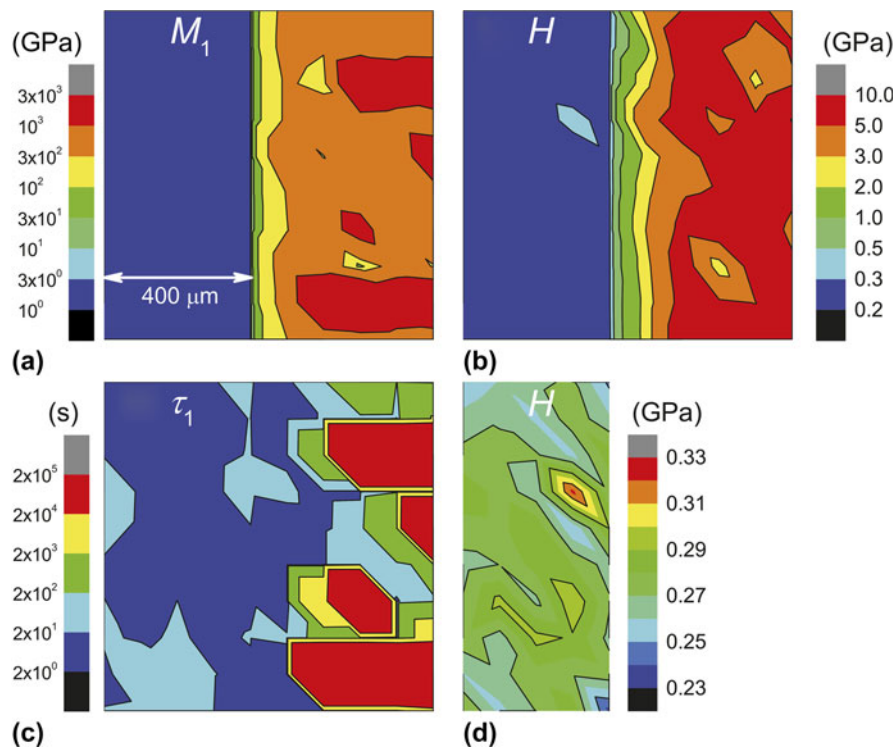 (GPa)
3x10³
10³
3x10²
10²
3x10¹
10¹
3x10⁰
10⁰
M₁
400 μm
(a)
H
(b)
(GPa)
10.0
5.0
3.0
2.0
1.0
0.5
0.3
0.2
(s)
2x10⁵
2x10⁴
2x10³
2x10²
2x10¹
2x10⁰
τ₁
(c)
H
(d)
(GPa)
0.33
0.31
0.29
0.27
0.25
0.23